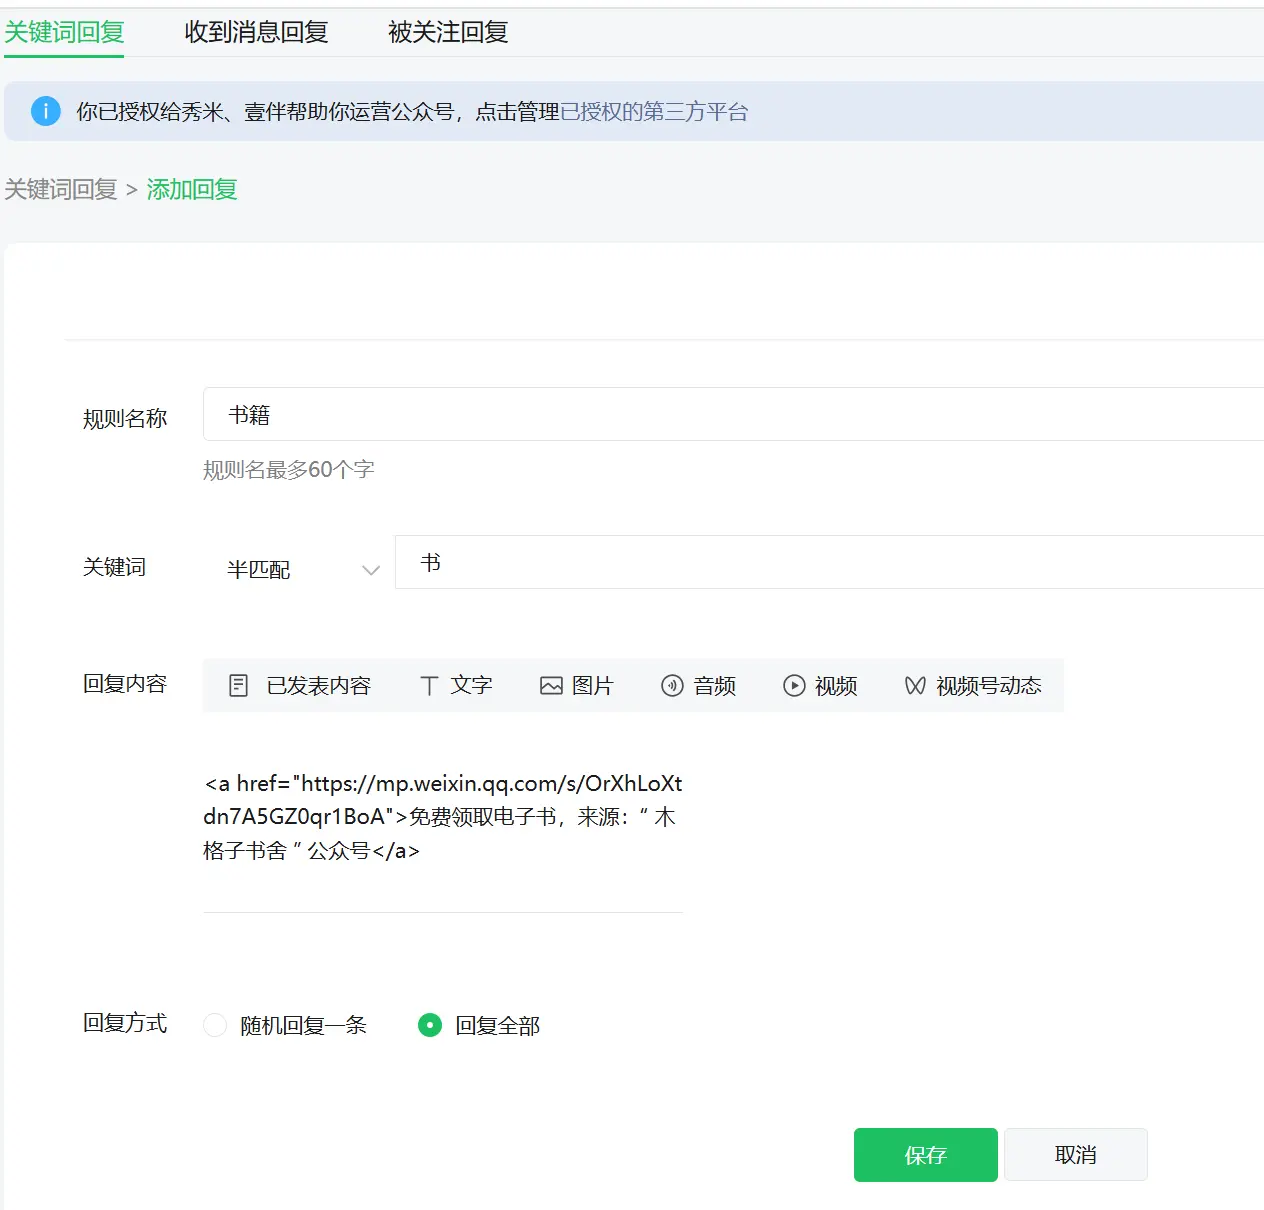 关键词回复 收到消息回复 被关注回复
你已授权给秀米、壹伴帮助你运营公众号，点击管理已授权的第三方平台
关键词回复 > 添加回复
规则名称 书籍
规则名最多60个字
关键词 半匹配 书
回复内容 已发表内容 文字 图片 音频 视频 视频号动态
<a href="https://mp.weixin.qq.com/s/OrXhLoXt
dn7A5GZ0qr1BoA">免费领取电子书，来源：“ 木
格子书舍 ” 公众号</a>
回复方式 随机回复一条 回复全部
保存 取消